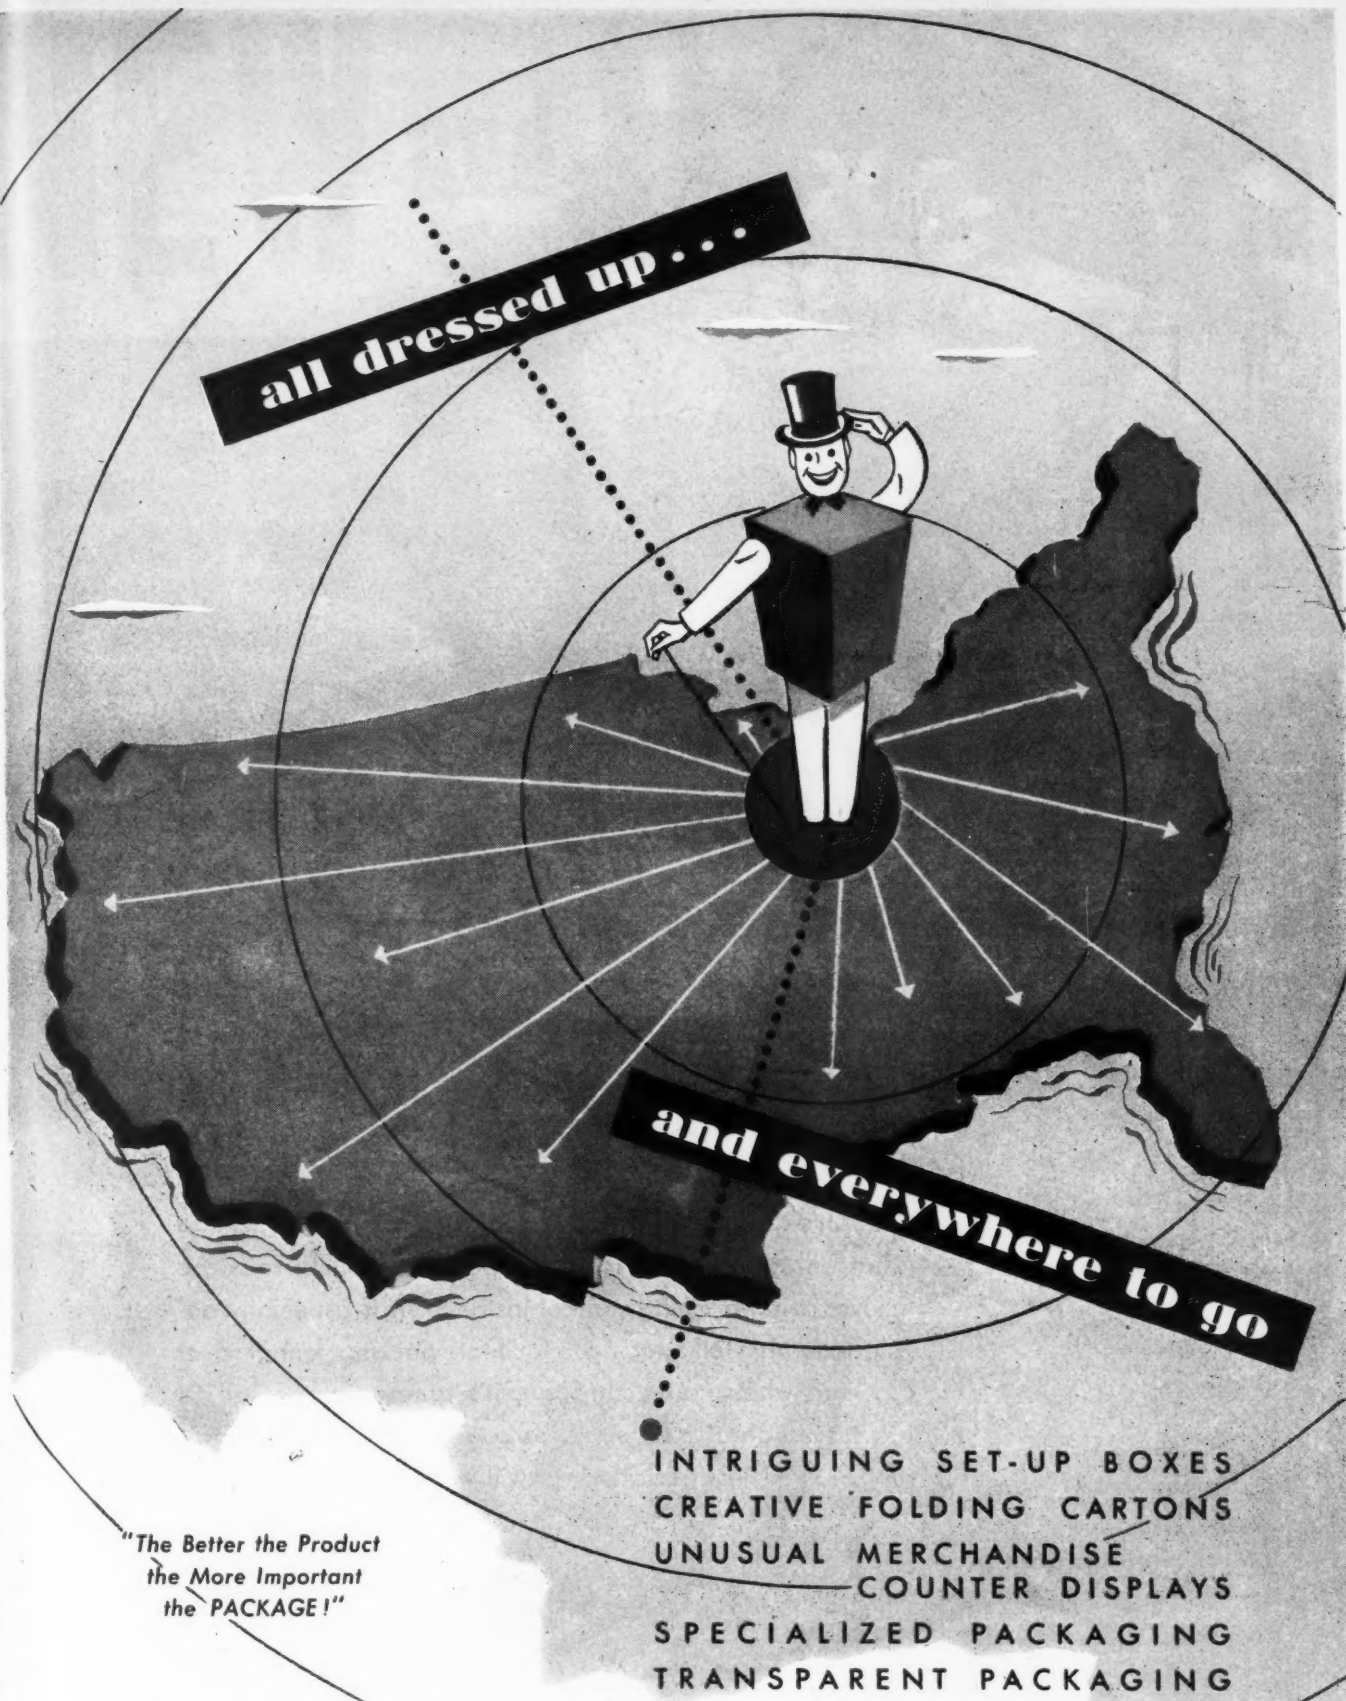 all dressed up...
and everywhere to go
INTRIGUING SET-UP BOXES
CREATIVE FOLDING CARTONS
UNUSUAL MERCHANDISE
COUNTER DISPLAYS
SPECIALIZED PACKAGING
TRANSPARENT PACKAGING
"The Better the Product
the More Important
the PACKAGE!"